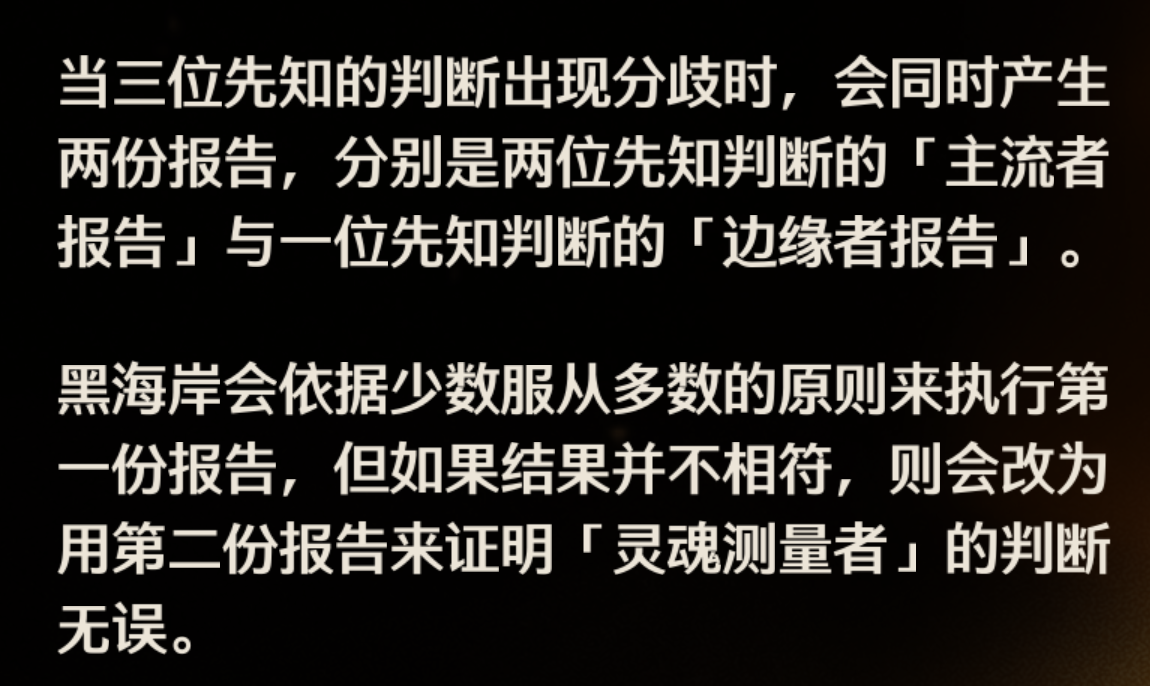 当三位先知的判断出现分歧时，会同时产生
两份报告，分别是两位先知判断的「主流者
报告」与一位先知判断的「边缘者报告」。
黑海岸会依据少数服从多数的原则来执行第
一份报告，但如果结果并不相符，则会改为
用第二份报告来证明「灵魂测量者」的判断
无误。